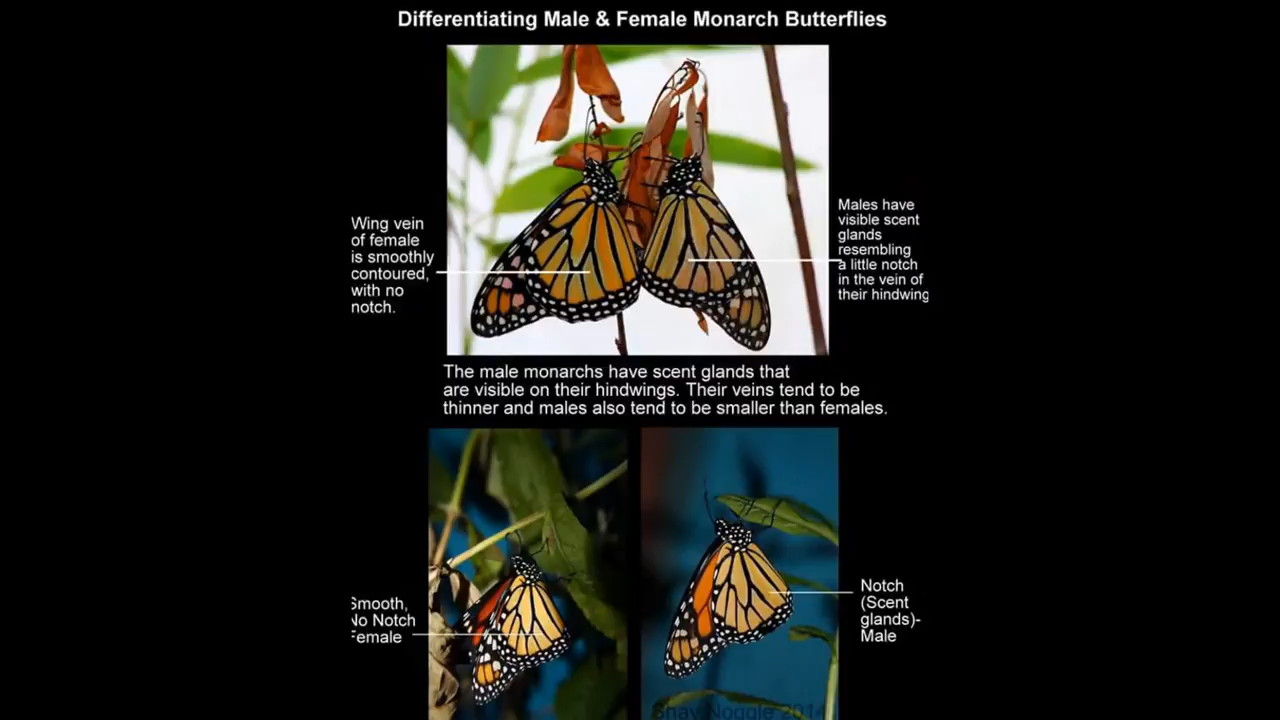 Differentiating Male & Female Monarch Butterflies
Wing vein
of female
is smoothly
contoured,
with no
notch.
Males have
visible scent
glands
resembling
a little notch
in the vein of
their hindwing
The male monarchs have scent glands that
are visible on their hindwings. Their veins tend to be
thinner and males also tend to be smaller than females.
Smooth,
No Notch
Female
Notch
(Scent
glands)-
Male
Shay Noggle 2014